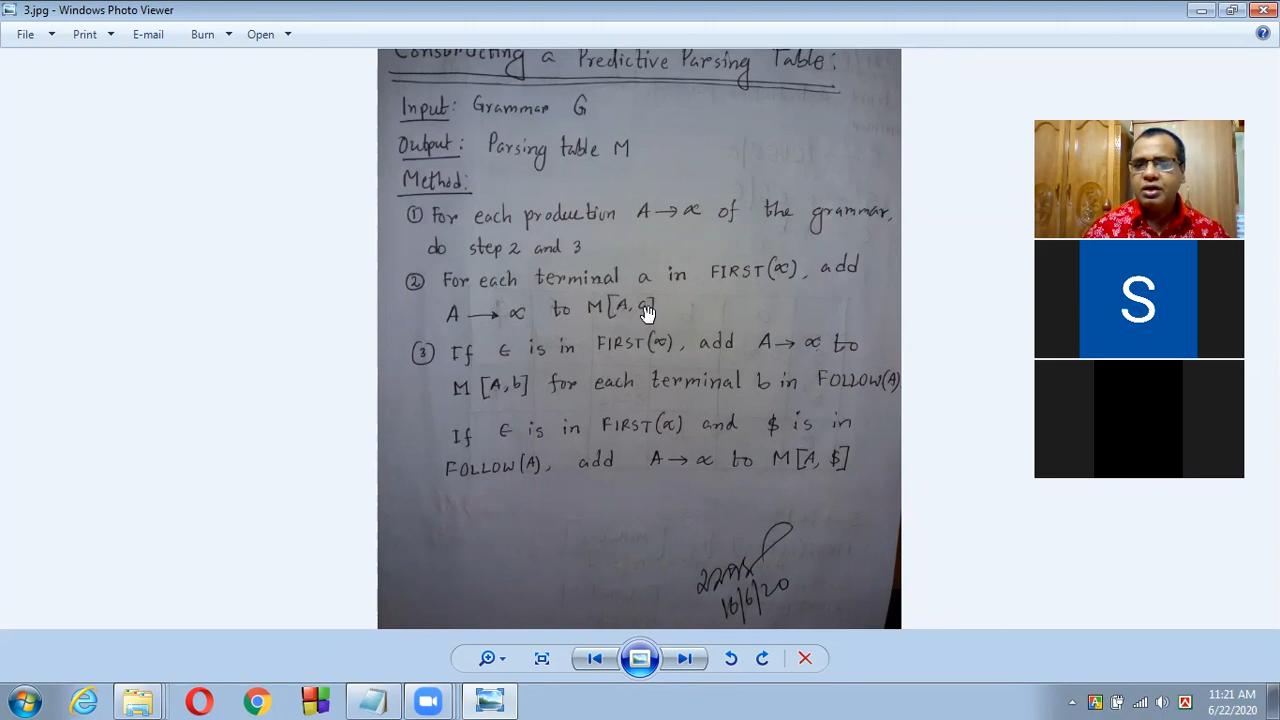 3.jpg - Windows Photo Viewer
File Print E-mail Burn Open
Constructing a Predictive Parsing Table:
Input: Grammar G
Output: Parsing table M
Method:
① For each production A → ∝ of the grammar,
do step 2 and 3
② For each terminal a in FIRST(∝), add
A → ∝ to M[A, a]
③ If ϵ is in FIRST(∝), add A → ∝ to
M [A, b] for each terminal b in FOLLOW(A)
If ϵ is in FIRST(∝) and $ is in
FOLLOW(A), add A → ∝ to M[A, $]
16/6/20
S
11:21 AM
6/22/2020